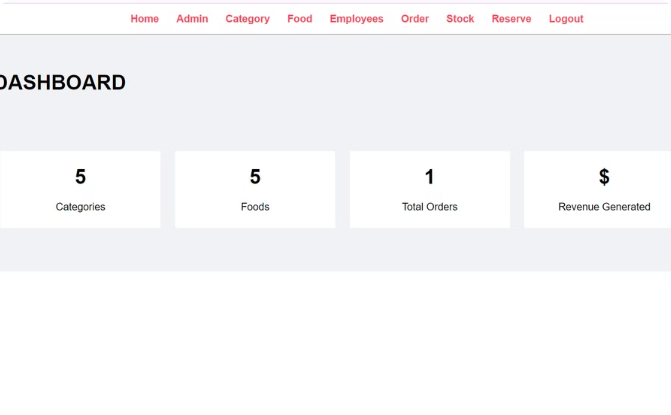 Home Admin Category Food Employees Order Stock Reserve Logout
DASHBOARD
5 5 1 $
Categories Foods Total Orders Revenue Generated